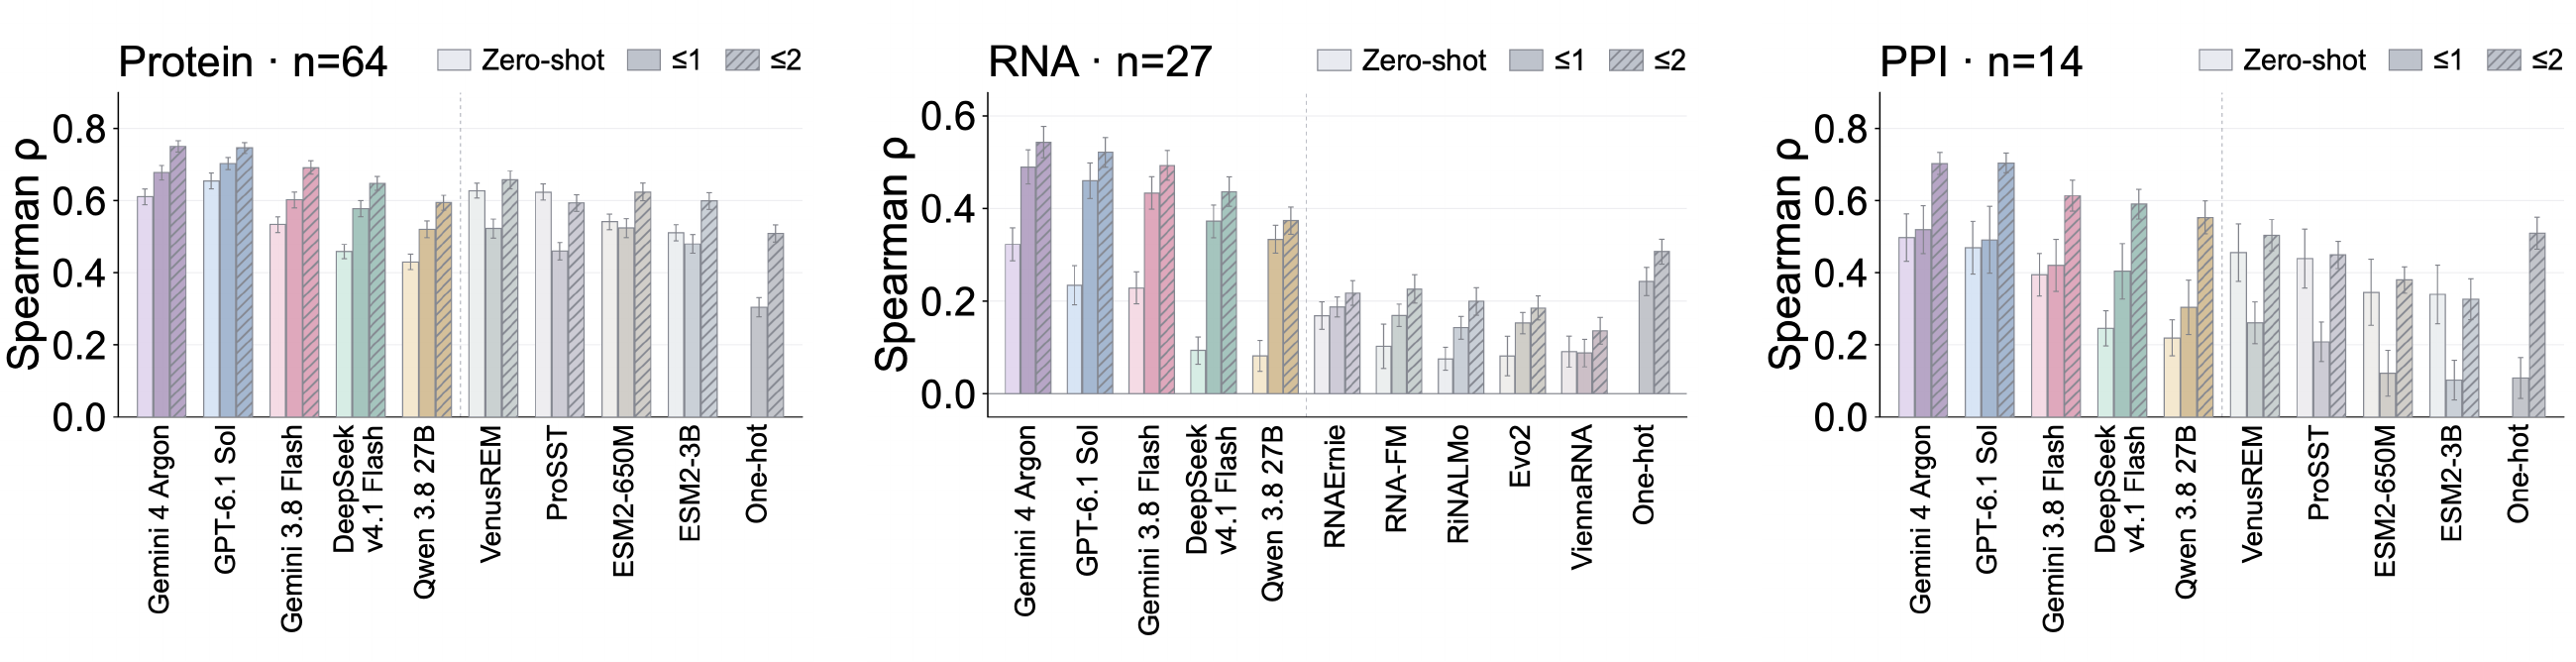 Protein · n=64
Zero-shot
≤1
≤2
Spearman ρ
0.8
0.6
0.4
0.2
0.0
Gemini 4 Argon
GPT-6.1 Sol
Gemini 3.8 Flash
DeepSeek
v4.1 Flash
Qwen 3.8 27B
VenusREM
ProSST
ESM2-650M
ESM2-3B
One-hot
RNA · n=27
Zero-shot
≤1
≤2
Spearman ρ
0.6
0.4
0.2
0.0
Gemini 4 Argon
GPT-6.1 Sol
Gemini 3.8 Flash
DeepSeek
v4.1 Flash
Qwen 3.8 27B
RNAErnie
RNA-FM
RiNALMo
Evo2
ViennaRNA
One-hot
PPI · n=14
Zero-shot
≤1
≤2
Spearman ρ
0.8
0.6
0.4
0.2
0.0
Gemini 4 Argon
GPT-6.1 Sol
Gemini 3.8 Flash
DeepSeek
v4.1 Flash
Qwen 3.8 27B
VenusREM
ProSST
ESM2-650M
ESM2-3B
One-hot